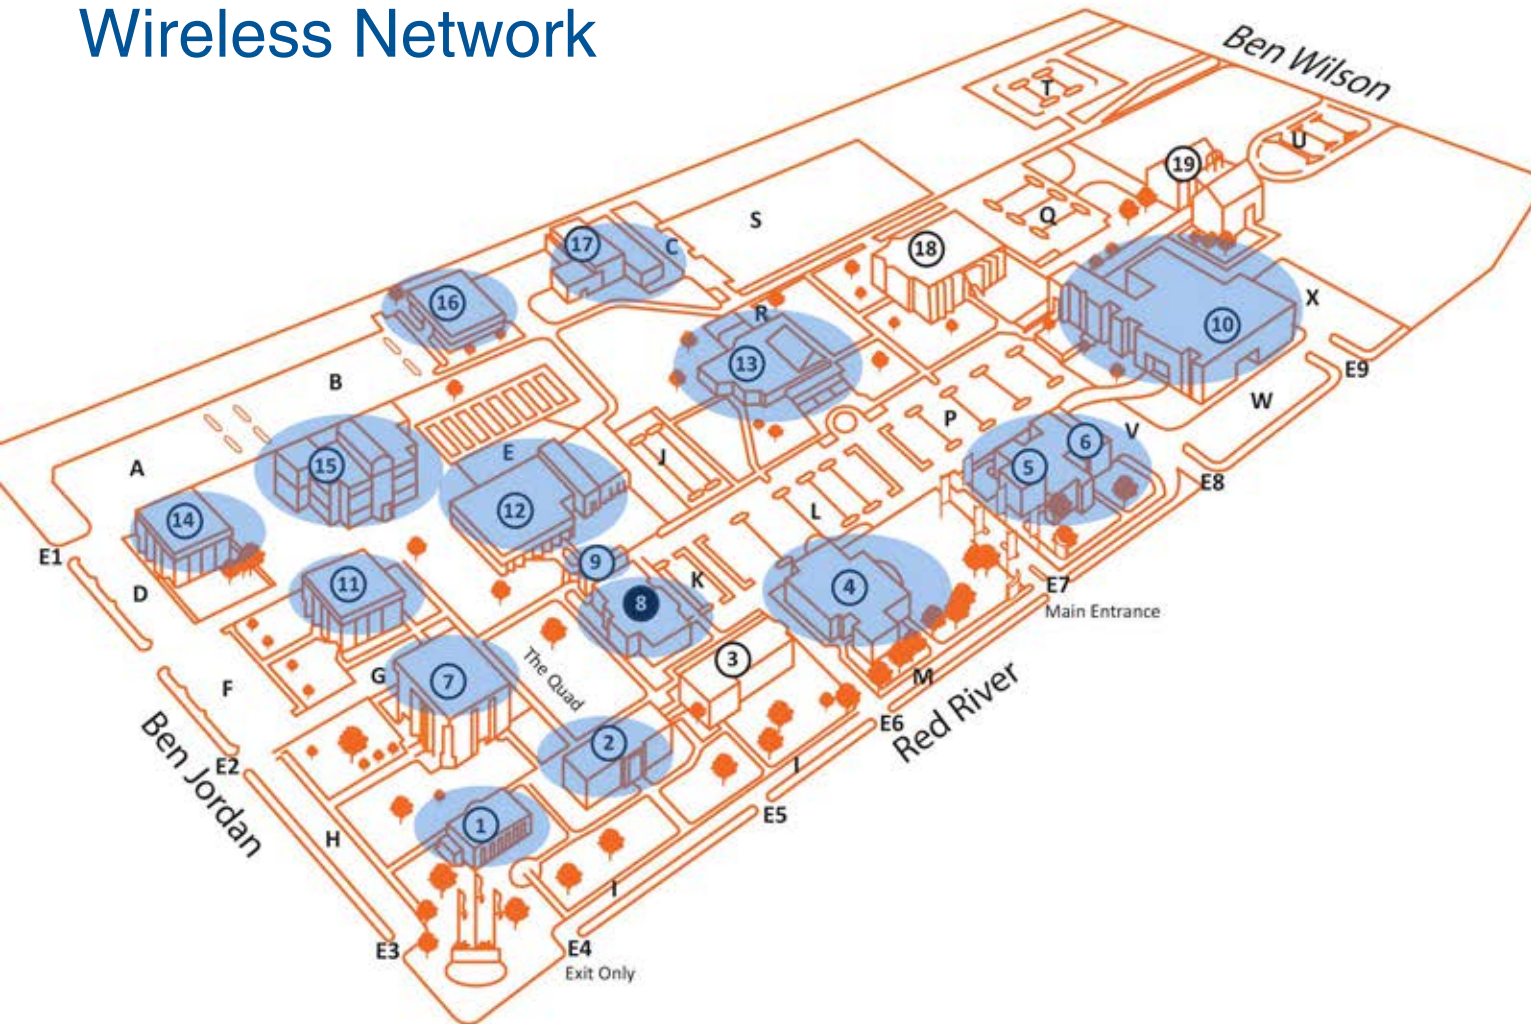 Wireless Network
Ben Wilson
T
U
19
S
Q
17
C
18
16
R
X
10
13
E9
B
W
P
V
6
5
A
15
E
J
E8
12
L
14
E1
9
K
E7
Main Entrance
D
11
8
4
The Quad
3
G
7
F
M
Red River
E6
Ben Jordan
2
E2
I
E5
1
H
I
E3
E4
Exit Only